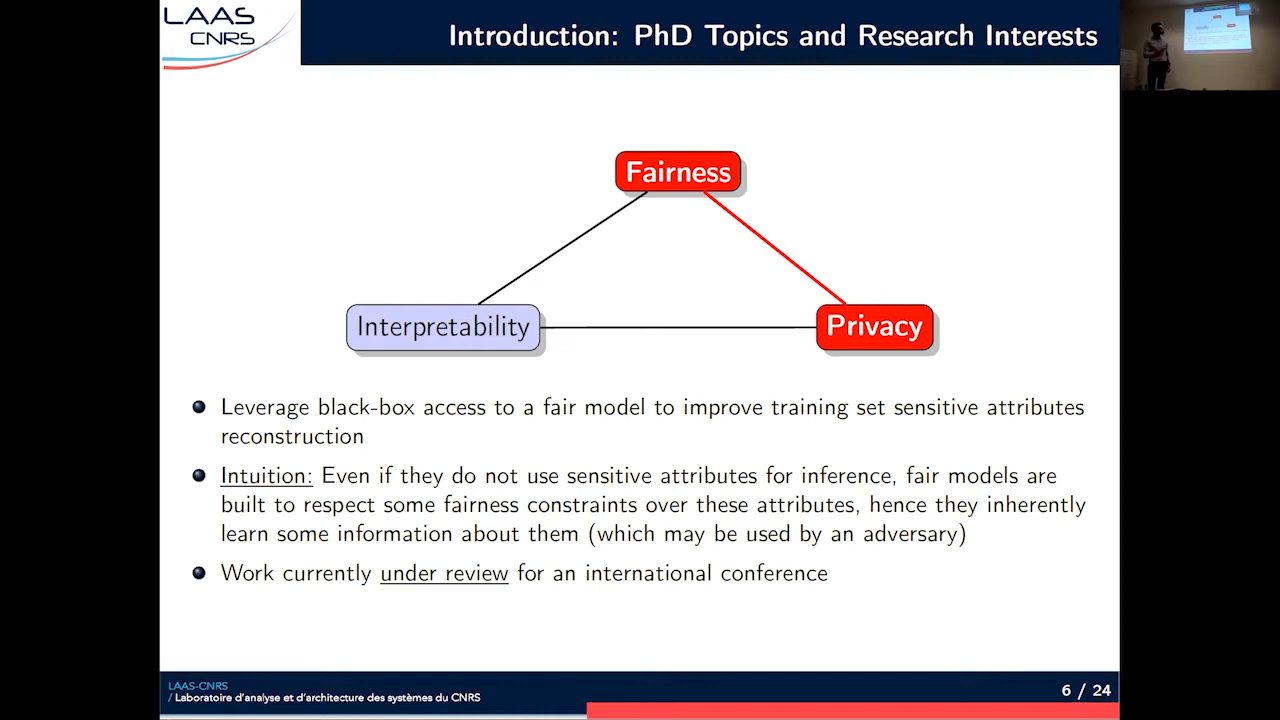 LAAS
CNRS
Introduction: PhD Topics and Research Interests
Fairness
Interpretability
Privacy
Leverage black-box access to a fair model to improve training set sensitive attributes
reconstruction
Intuition: Even if they do not use sensitive attributes for inference, fair models are
built to respect some fairness constraints over these attributes, hence they inherently
learn some information about them (which may be used by an adversary)
Work currently under review for an international conference
LAAS-CNRS
/ Laboratoire d'analyse et d'architecture des systèmes du CNRS
6 / 24